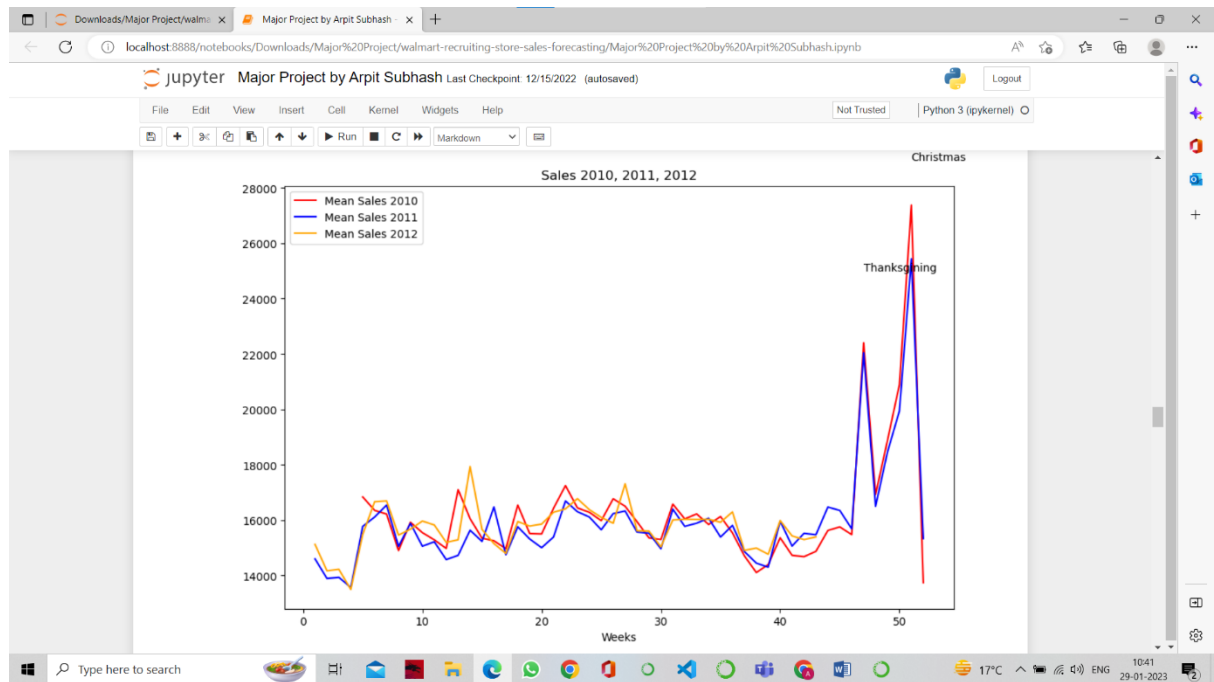 Downloads/Major Project/walma
Major Project by Arpit Subhash -
localhost:8888/notebooks/Downloads/Major%20Project/walmart-recruiting-store-sales-forecasting/Major%20Project%20by%20Arpit%20Subhash.ipynb
jupyter Major Project by Arpit Subhash Last Checkpoint: 12/15/2022 (autosaved)
Logout
File Edit View Insert Cell Kernel Widgets Help
Not Trusted
Python 3 (ipykernel)
Run
Markdown
Christmas
Sales 2010, 2011, 2012
28000
Mean Sales 2010
Mean Sales 2011
Mean Sales 2012
26000
Thanksgining
24000
22000
20000
18000
16000
14000
0 10 20 30 40 50
Weeks
Type here to search
17°C
ENG
10:41
29-01-2023
2